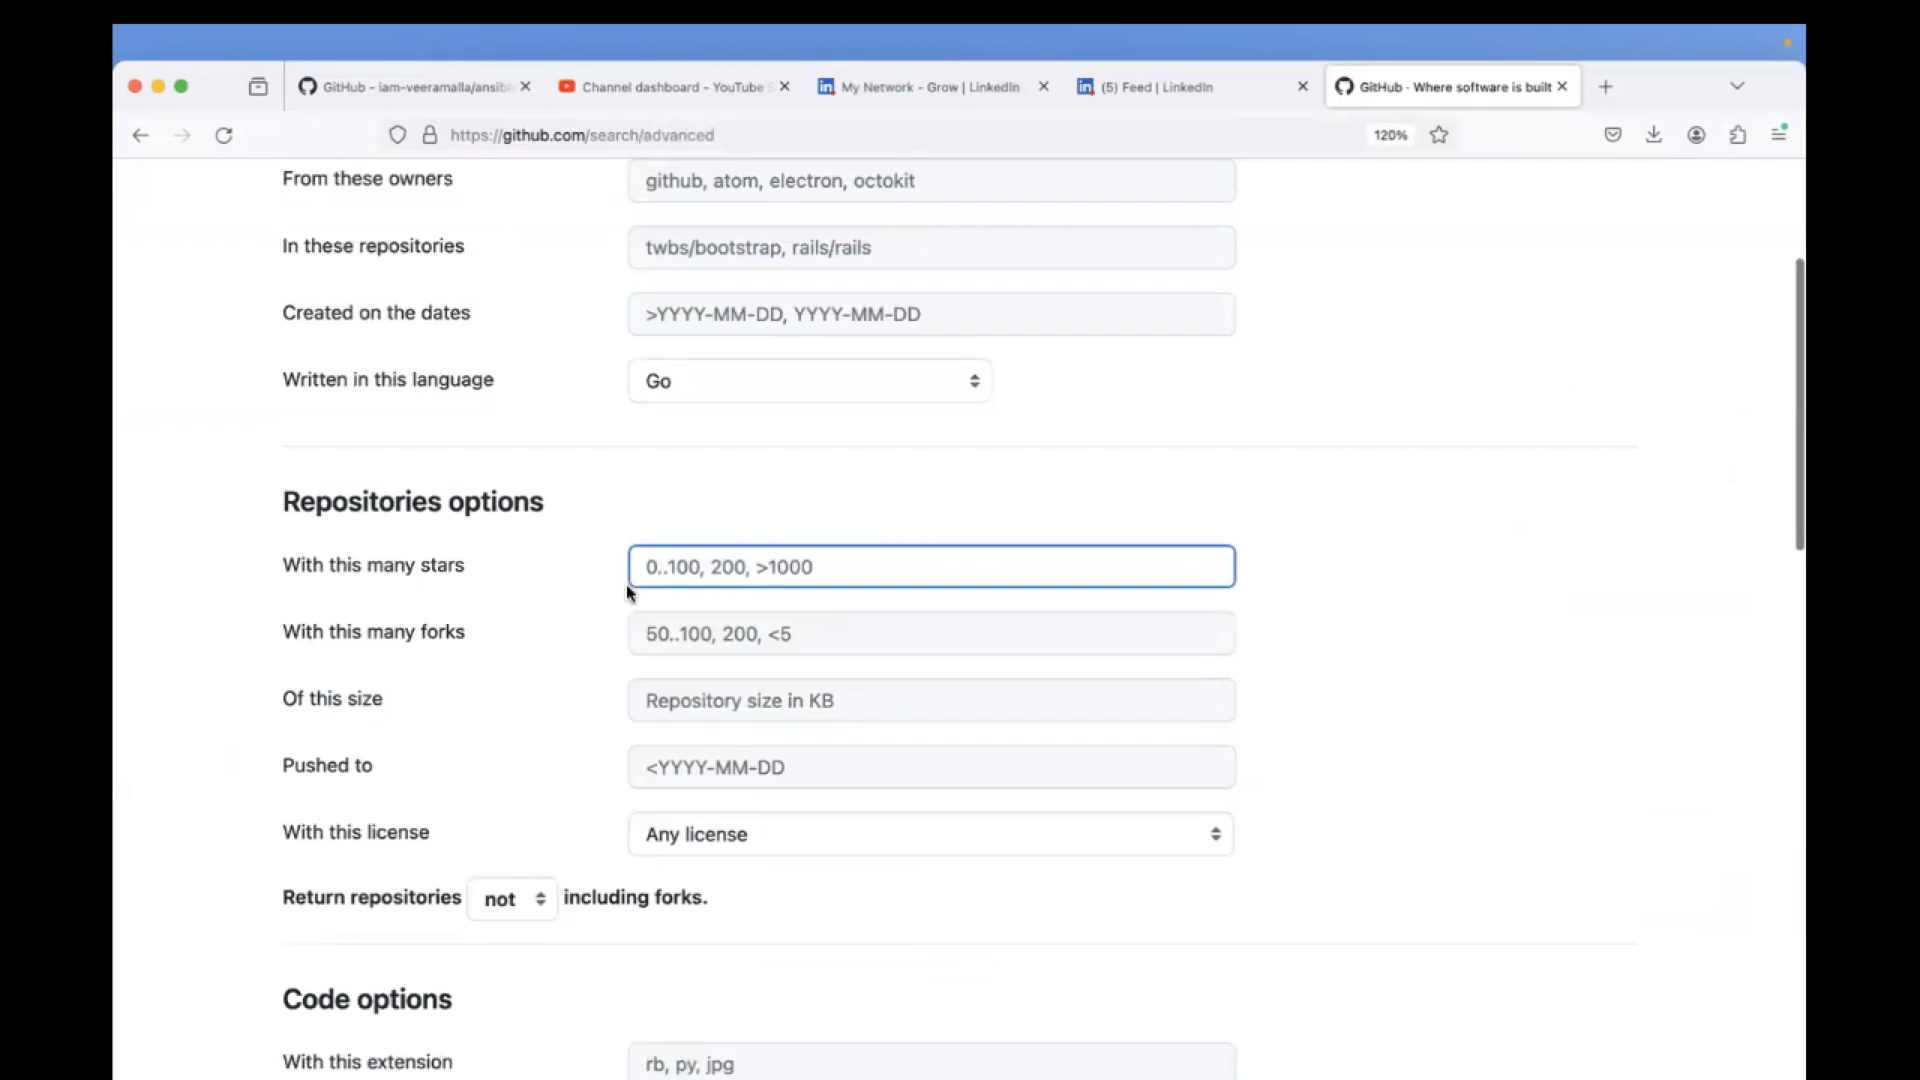 GitHub - iam-veeramalla/ansibl
Channel dashboard - YouTube S
My Network - Grow | LinkedIn
(5) Feed | LinkedIn
GitHub · Where software is built
https://github.com/search/advanced
120%
From these owners
github, atom, electron, octokit
In these repositories
twbs/bootstrap, rails/rails
Created on the dates
>YYYY-MM-DD, YYYY-MM-DD
Written in this language
Go
Repositories options
With this many stars
0..100, 200, >1000
With this many forks
50..100, 200, <5
Of this size
Repository size in KB
Pushed to
<YYYY-MM-DD
With this license
Any license
Return repositories not including forks.
Code options
With this extension
rb, py, jpg